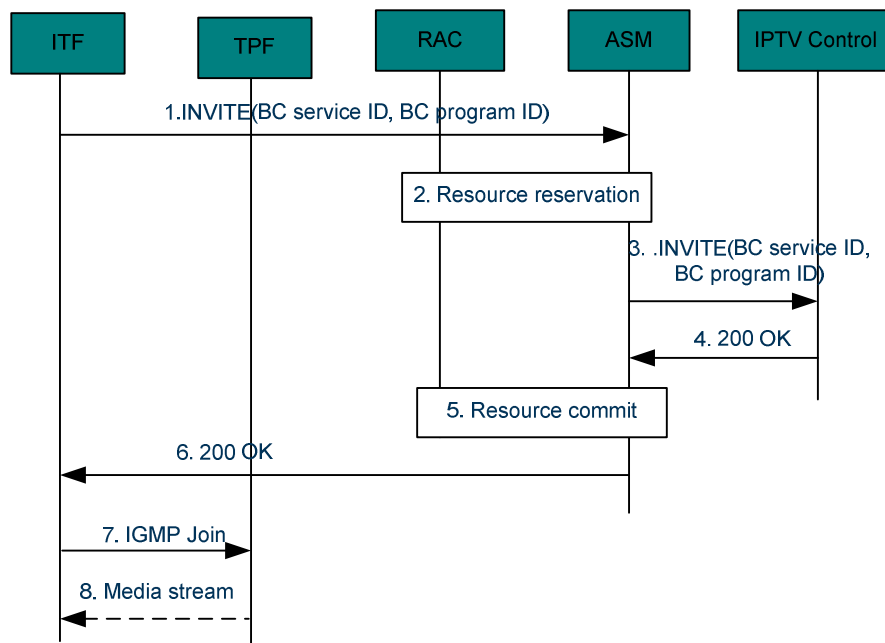 ITF
TPF
RAC
ASM
IPTV Control
1.INVITE(BC service ID, BC program ID)
2. Resource reservation
3. .INVITE(BC service ID,
BC program ID)
4. 200 OK
5. Resource commit
6. 200 OK
7. IGMP Join
8. Media stream